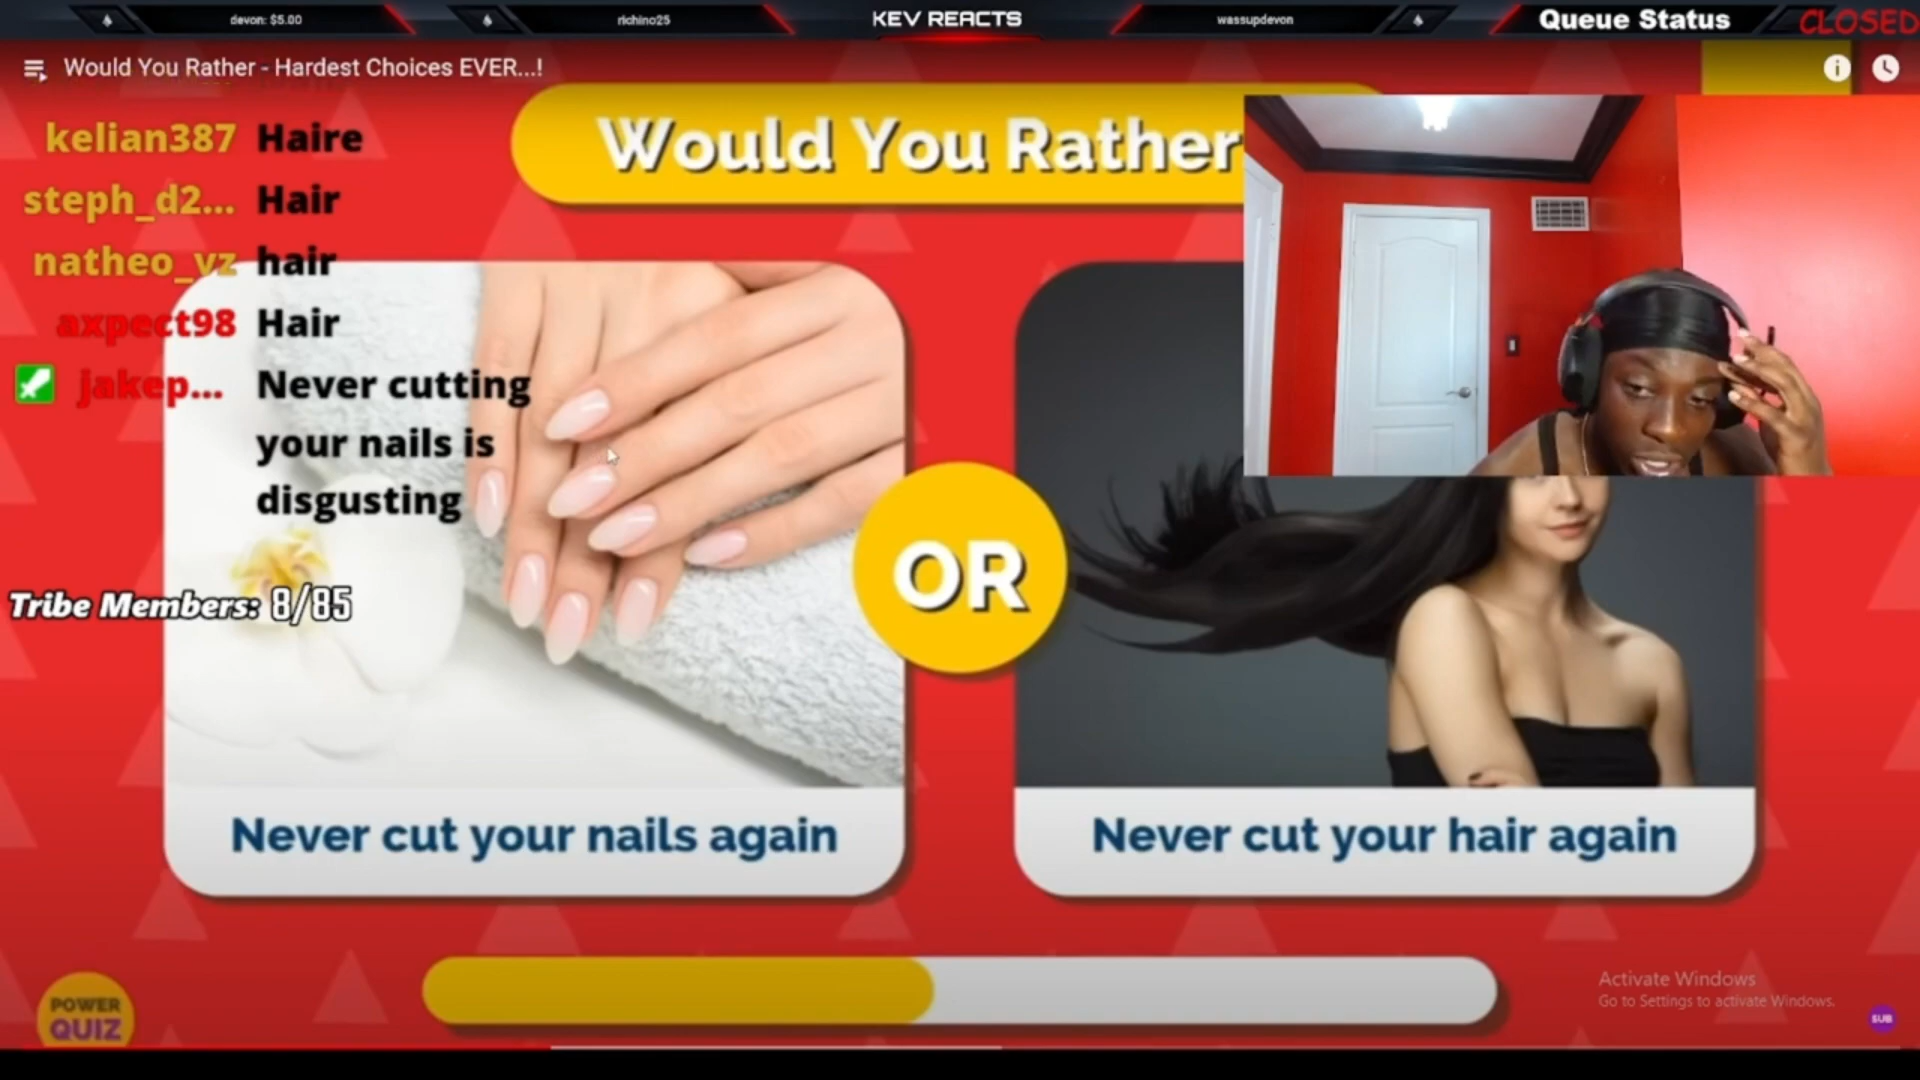 devon: $5.00
richino25
KEV REACTS
wassupdevon
Queue Status
CLOSED
Would You Rather - Hardest Choices EVER...!
Would You Rather
kelian387 Haire
steph_d2... Hair
natheo_vz hair
axpect98 Hair
jakep... Never cutting
your nails is
disgusting
OR
Tribe Members: 8/85
Never cut your nails again
Never cut your hair again
Activate Windows
Go to Settings to activate Windows.
POWER
QUIZ
SUB